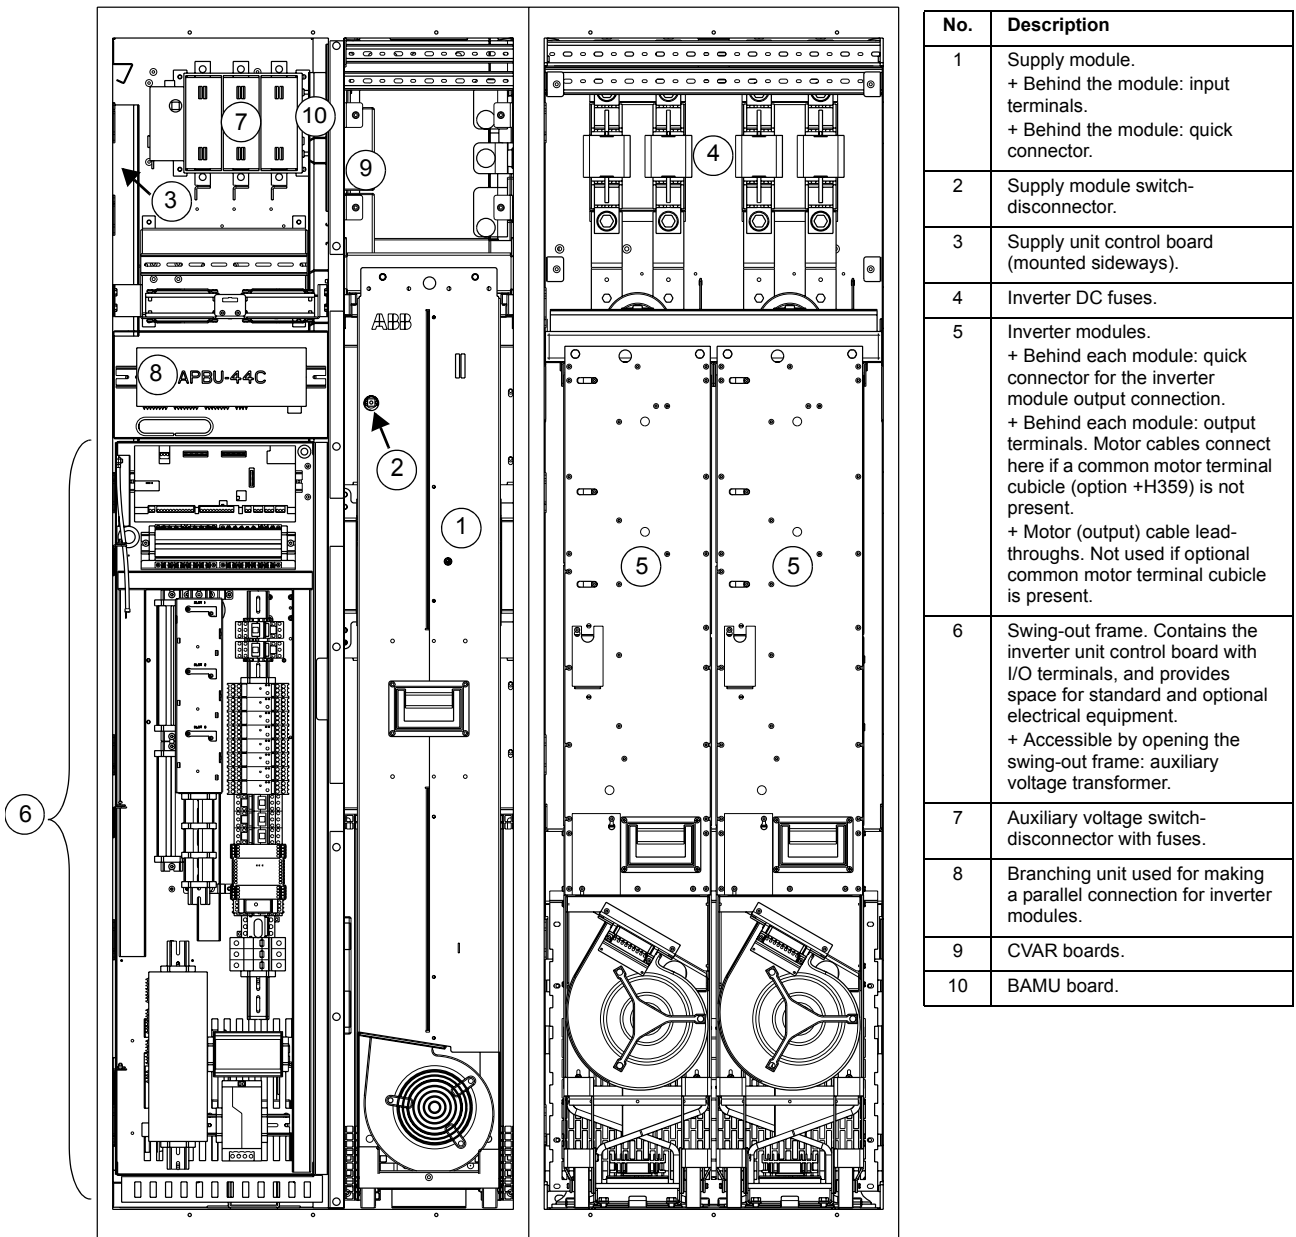 7
10
3
9
4
ABB
8
APBU-44C
2
1
5
5
SLOT 1
SLOT 2
SLOT 3
6
No. Description
1 Supply module.
+ Behind the module: input
terminals.
+ Behind the module: quick
connector.
2 Supply module switch-
disconnector.
3 Supply unit control board
(mounted sideways).
4 Inverter DC fuses.
5 Inverter modules.
+ Behind each module: quick
connector for the inverter
module output connection.
+ Behind each module: output
terminals. Motor cables connect
here if a common motor terminal
cubicle (option +H359) is not
present.
+ Motor (output) cable lead-
throughs. Not used if optional
common motor terminal cubicle
is present.
6 Swing-out frame. Contains the
inverter unit control board with
I/O terminals, and provides
space for standard and optional
electrical equipment.
+ Accessible by opening the
swing-out frame: auxiliary
voltage transformer.
7 Auxiliary voltage switch-
disconnector with fuses.
8 Branching unit used for making
a parallel connection for inverter
modules.
9 CVAR boards.
10 BAMU board.